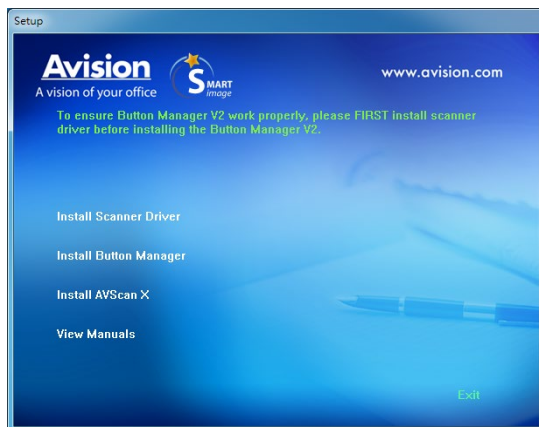 Setup
Avision
A vision of your office
SMART
image
www.avision.com
To ensure Button Manager V2 work properly, please FIRST install scanner
driver before installing the Button Manager V2.
Install Scanner Driver
Install Button Manager
Install AVScan X
View Manuals
Exit